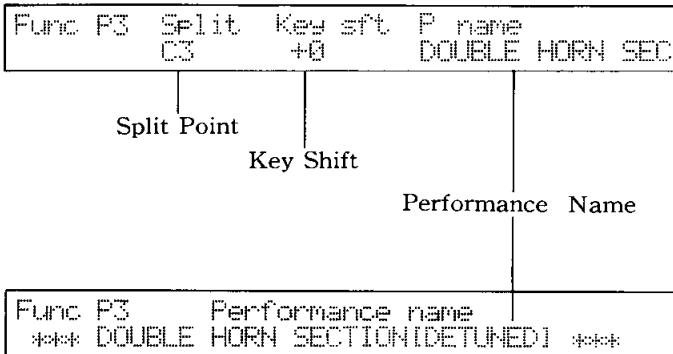 Func P3 Split Key sft P name
C3 +0 DOUBLE HORN SEC
Split Point
Key Shift
Performance Name
Func P3 Performance name
*** DOUBLE HORN SECTION[DETUNED] ***